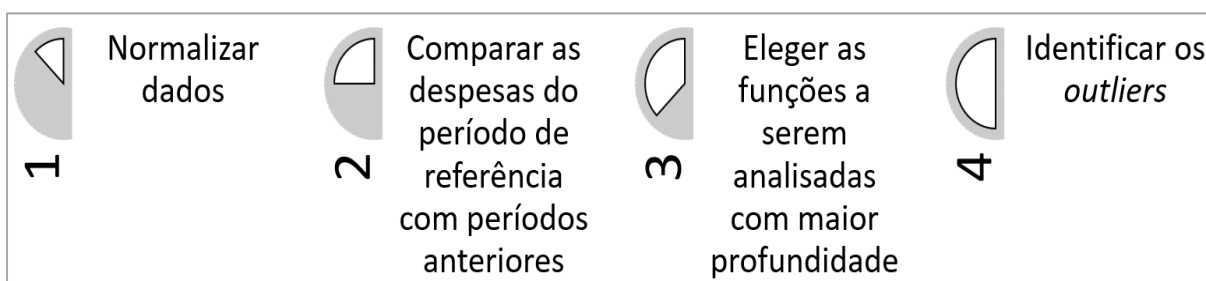 1
Normalizar
dados
2
Comparar as
despesas do
período de
referência
com períodos
anteriores
3
Eleger as
funções a
serem
analisadas
com maior
profundidade
4
Identificar os
outliers